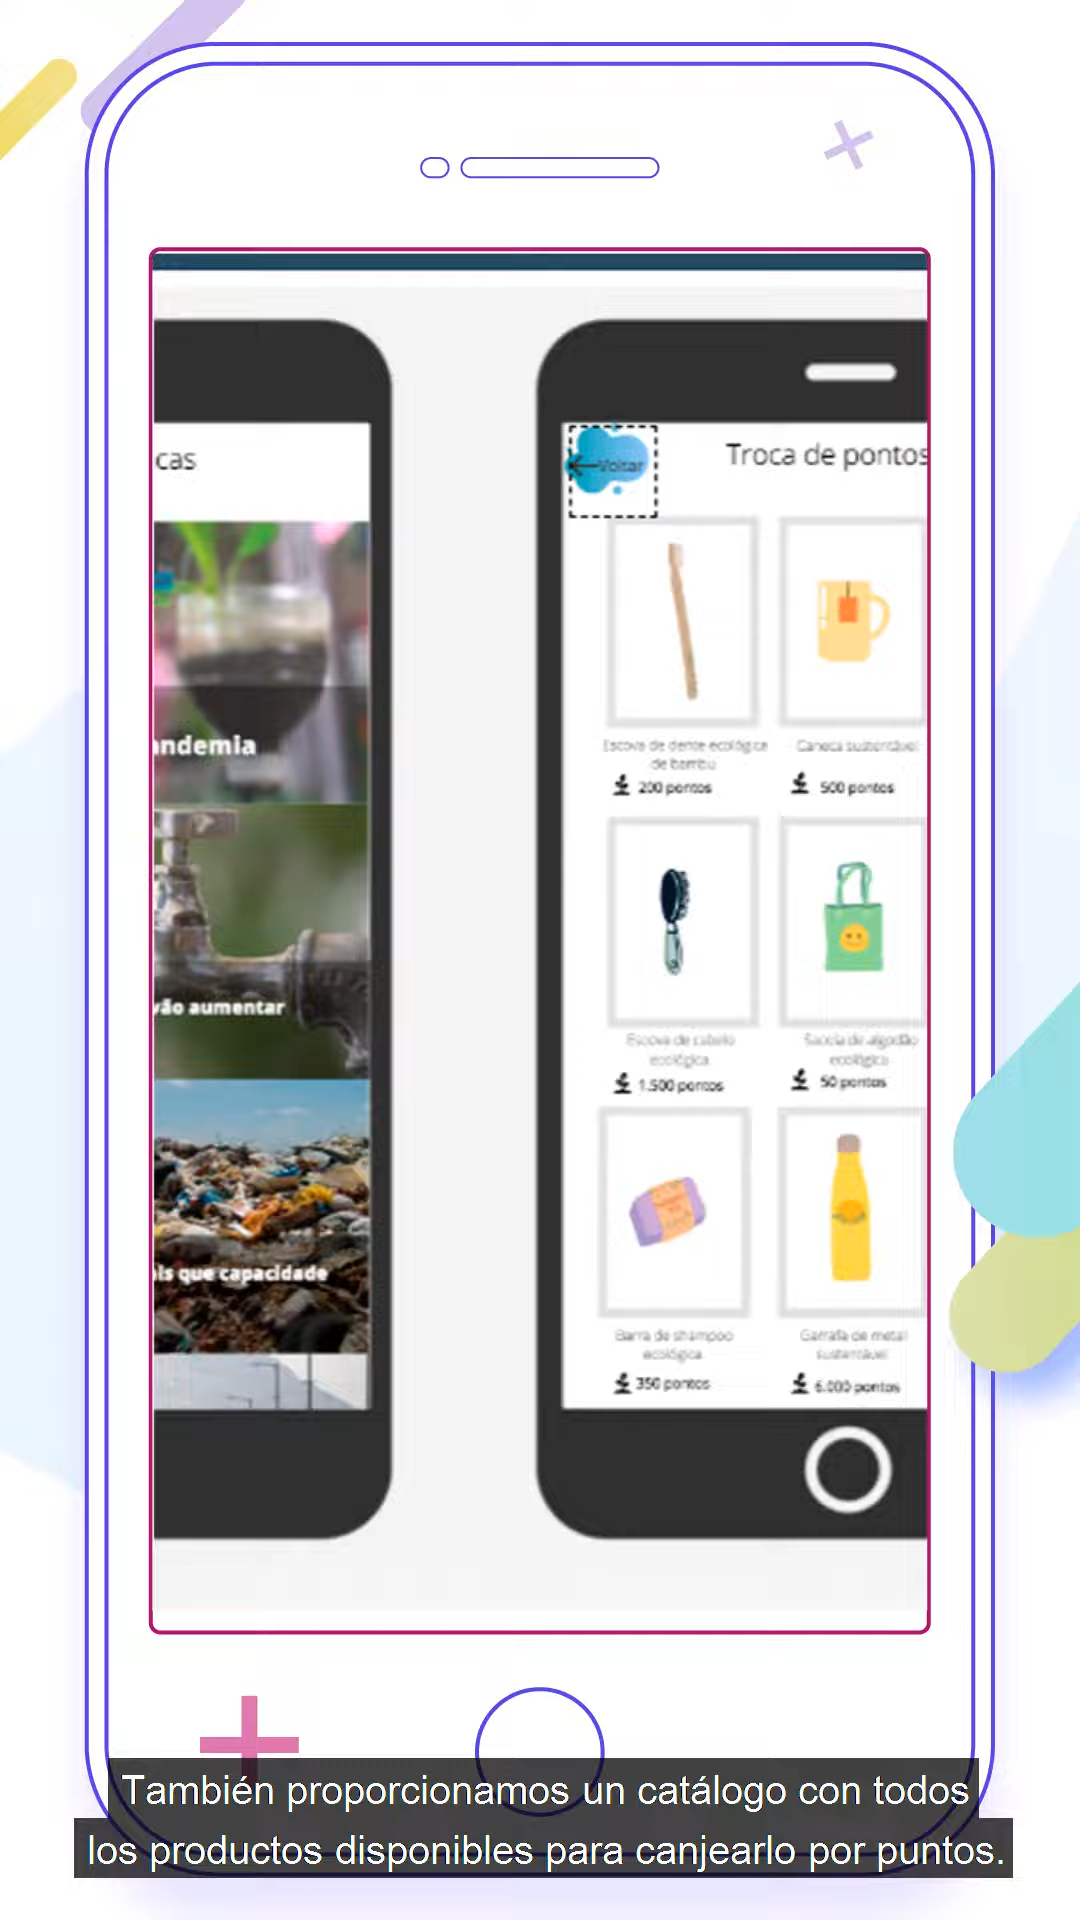 cas
andemia
vão aumentar
is que capacidade
Voltar
Troca de pontos
Escova de dente ecológica
de bambu
200 pontos
Caneca sustentável
500 pontos
Escova de cabelo
ecológica
1.500 pontos
Sacola de algodão
ecológica
50 pontos
Barra de shampoo
ecológica
350 pontos
Garrafa de metal
sustentável
6.000 pontos
También proporcionamos un catálogo con todos
los productos disponibles para canjearlo por puntos.